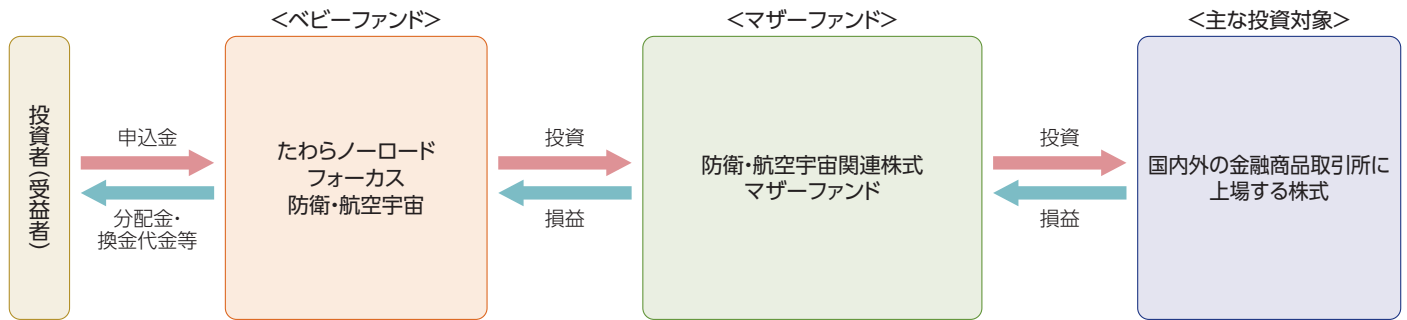 <ベビーファンド>
<マザーファンド>
<主な投資対象>
投資者(受益者)
申込金
分配金・
換金代金等
たわらノーロード
フォーカス
防衛・航空宇宙
投資
損益
防衛・航空宇宙関連株式
マザーファンド
投資
損益
国内外の金融商品取引所に
上場する株式